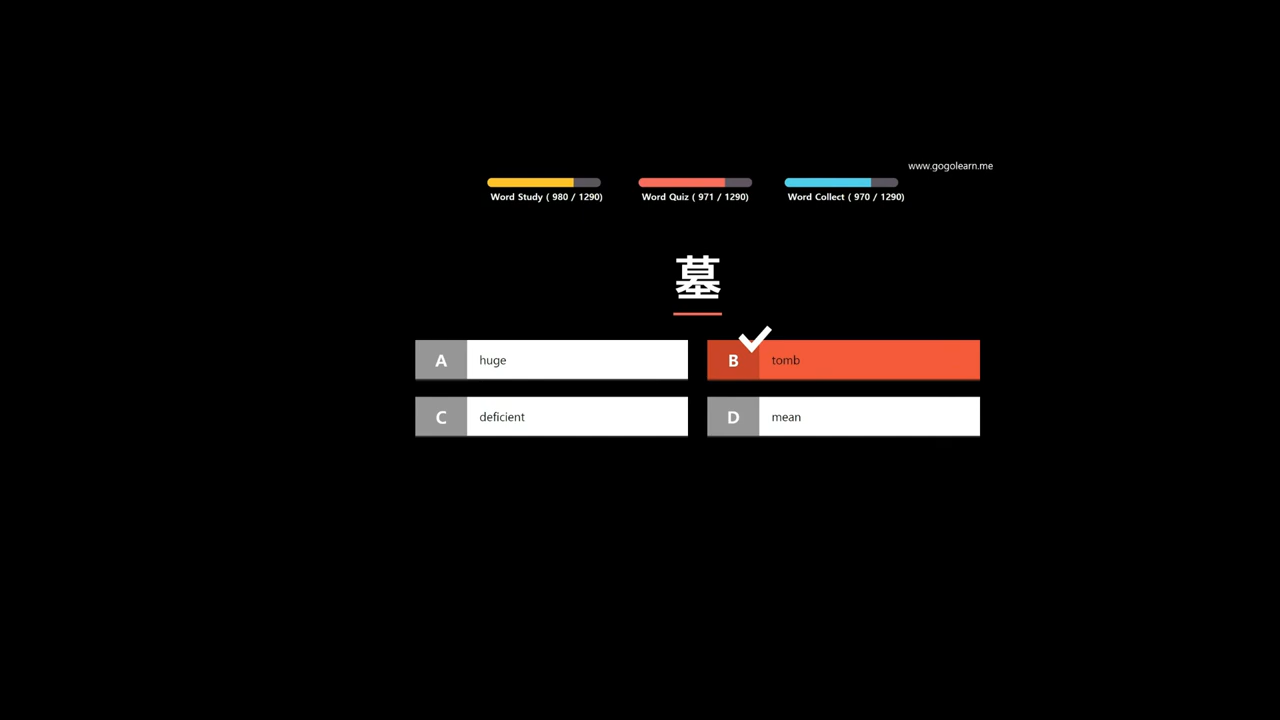 www.gogolearn.me
Word Study ( 980 / 1290)
Word Quiz ( 971 / 1290)
Word Collect ( 970 / 1290)
墓
A huge
B tomb
C deficient
D mean